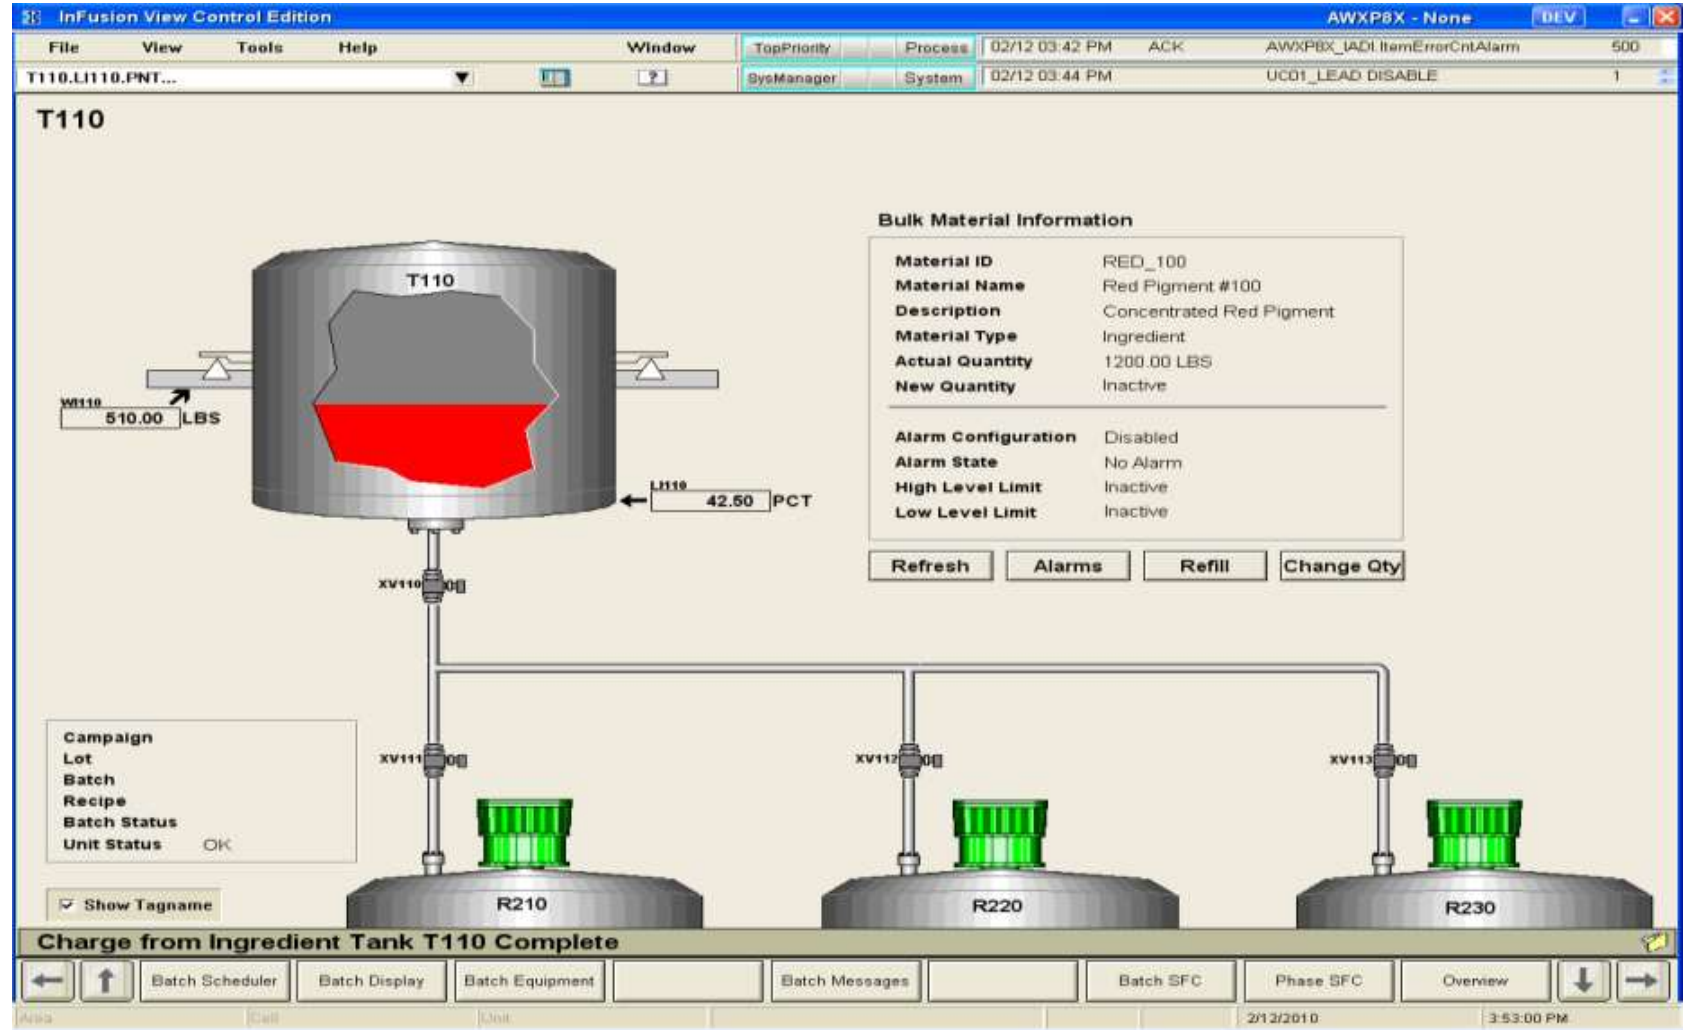 InFusion View Control Edition AWXP8X - None DEV
File View Tools Help Window TopPriority Process 02/12 03:42 PM ACK AWXP8X_IADI.ItemErrorCntAlarm 500
T110.LI110.PNT... ? SysManager System 02/12 03:44 PM UC01_LEAD DISABLE 1
T110
Bulk Material Information
Material ID RED_100
Material Name Red Pigment #100
Description Concentrated Red Pigment
Material Type Ingredient
Actual Quantity 1200.00 LBS
New Quantity Inactive
Alarm Configuration Disabled
Alarm State No Alarm
High Level Limit Inactive
Low Level Limit Inactive
Refresh Alarms Refill Change Qty
T110
WI110
510.00 LBS
LI110
42.50 PCT
XV110
XV111 XV112 XV113
Campaign
Lot
Batch
Recipe
Batch Status
Unit Status OK
Show Tagname
R210 R220 R230
Charge from Ingredient Tank T110 Complete
Batch Scheduler Batch Display Batch Equipment Batch Messages Batch SFC Phase SFC Overview
Area Cell Unit 2/12/2010 3:53:00 PM